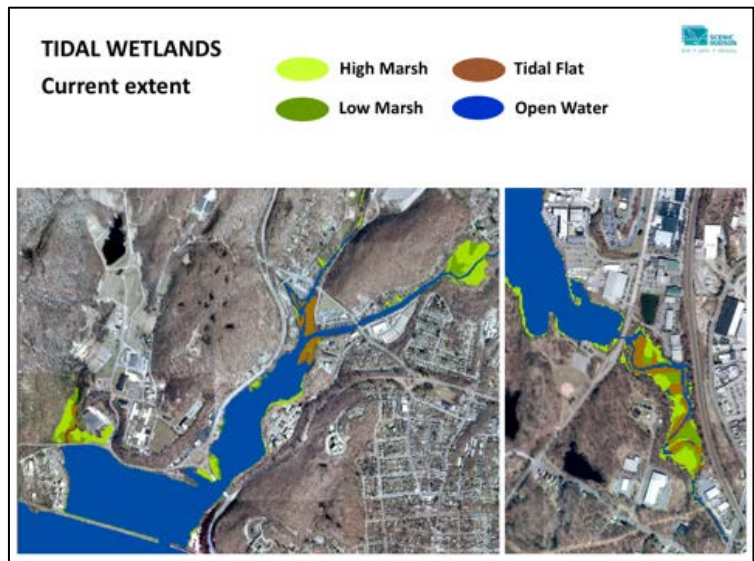 TIDAL WETLANDS
Current extent
High Marsh
Tidal Flat
Low Marsh
Open Water
SCENIC
HUDSON